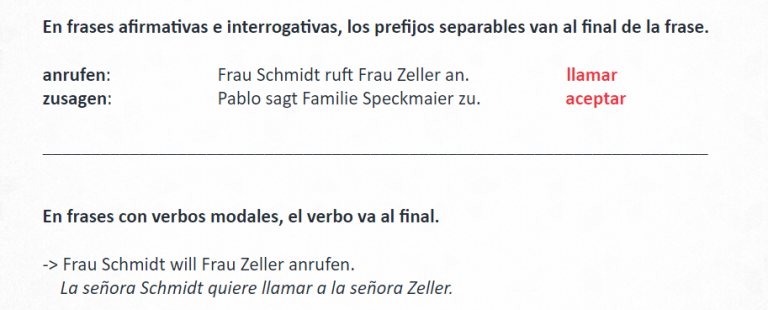 En frases afirmativas e interrogativas, los prefijos separables van al final de la frase.
anrufen: Frau Schmidt ruft Frau Zeller an. llamar
zusagen: Pablo sagt Familie Speckmaier zu. aceptar
En frases con verbos modales, el verbo va al final.
-> Frau Schmidt will Frau Zeller anrufen.
La señora Schmidt quiere llamar a la señora Zeller.